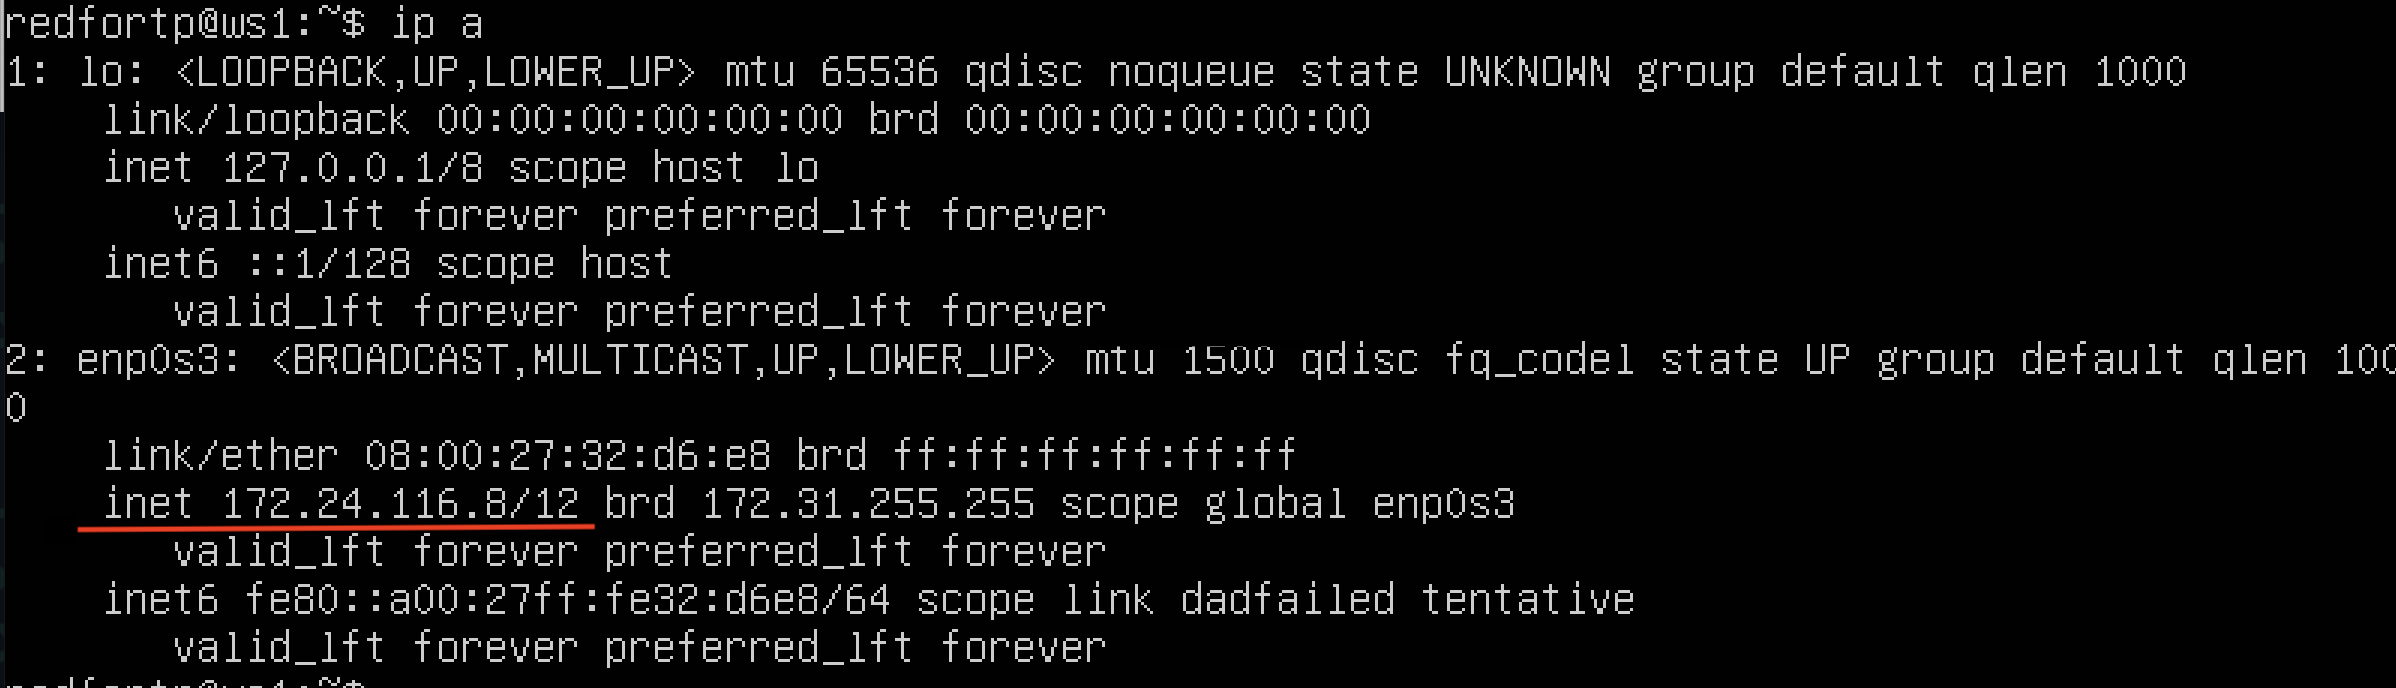 redfortp@ws1:~$ ip a
1: lo: <LOOPBACK,UP,LOWER_UP> mtu 65536 qdisc noqueue state UNKNOWN group default qlen 1000
link/loopback 00:00:00:00:00:00 brd 00:00:00:00:00:00
inet 127.0.0.1/8 scope host lo
valid_lft forever preferred_lft forever
inet6 ::1/128 scope host
valid_lft forever preferred_lft forever
2: enp0s3: <BROADCAST,MULTICAST,UP,LOWER_UP> mtu 1500 qdisc fq_codel state UP group default qlen 100
0
link/ether 08:00:27:32:d6:e8 brd ff:ff:ff:ff:ff:ff
inet 172.24.116.8/12 brd 172.31.255.255 scope global enp0s3
valid_lft forever preferred_lft forever
inet6 fe80::a00:27ff:fe32:d6e8/64 scope link dadfailed tentative
valid_lft forever preferred_lft forever
redfortp@ws1:~$